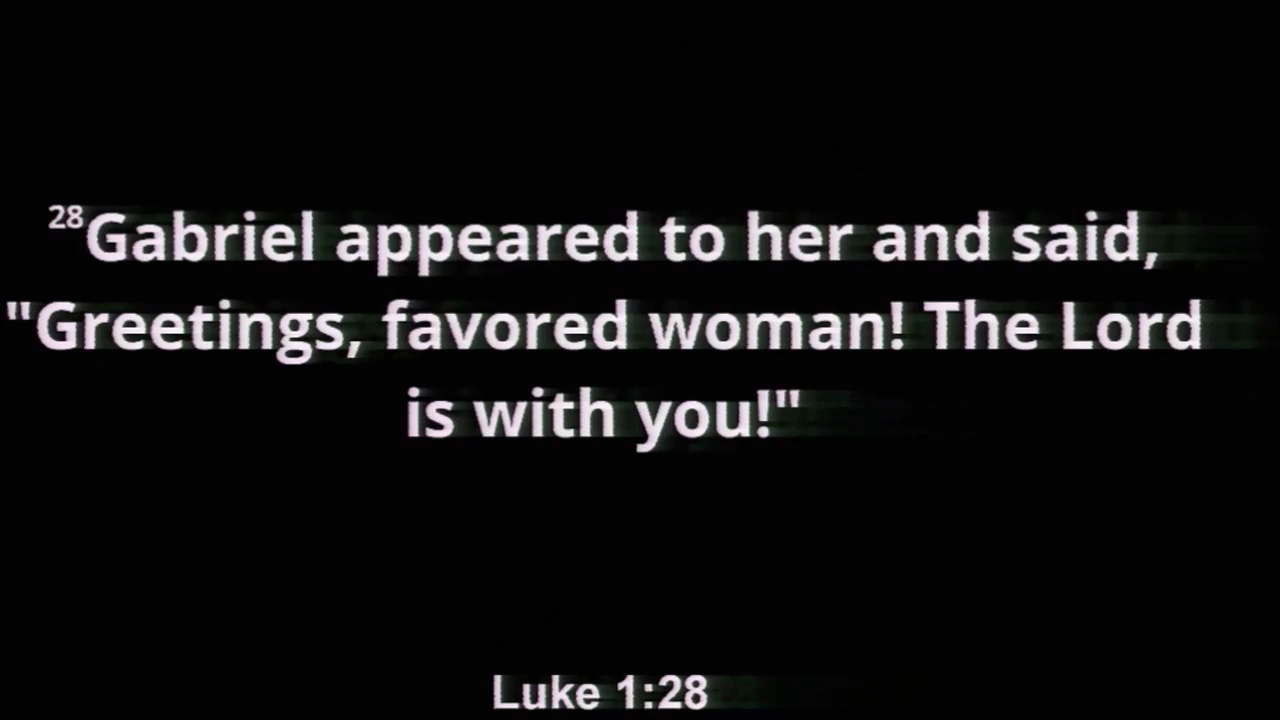 28Gabriel appeared to her and said,
"Greetings, favored woman! The Lord
is with you!"
Luke 1:28